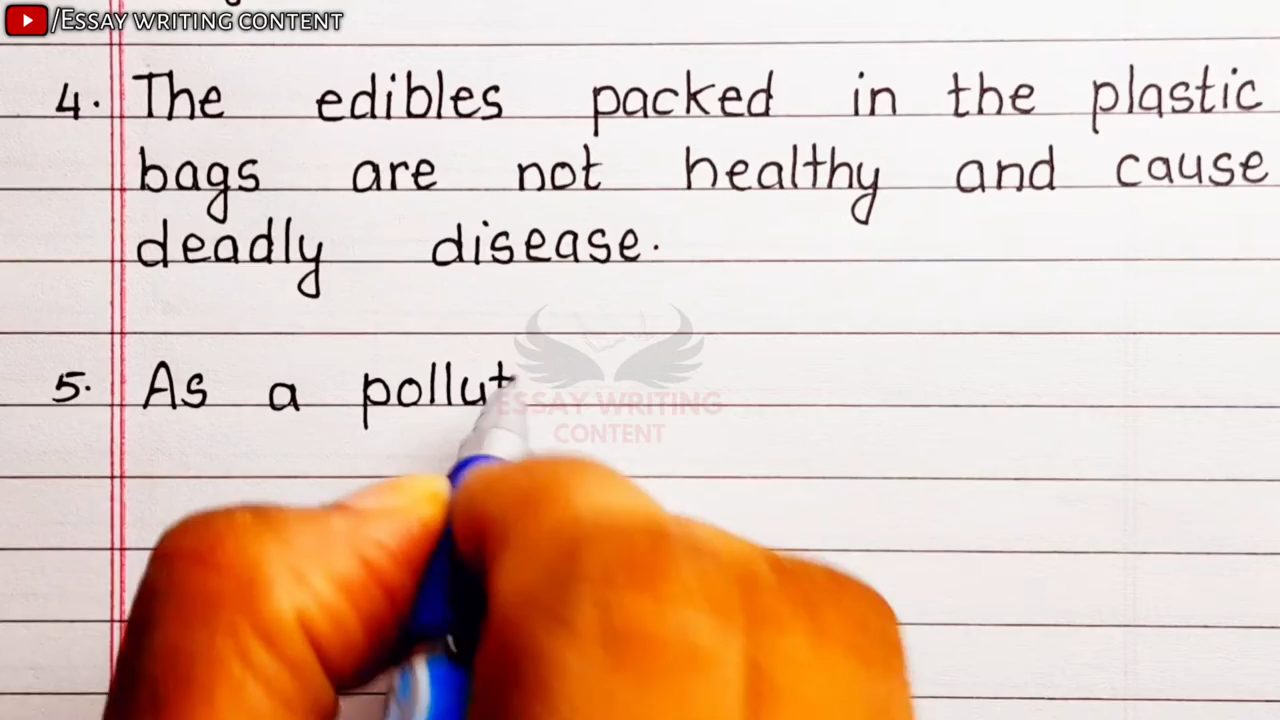 /ESSAY WRITING CONTENT
4. The edibles packed in the plastic
bags are not healthy and cause
deadly disease.
5. As a pollut
ESSAY WRITING
CONTENT